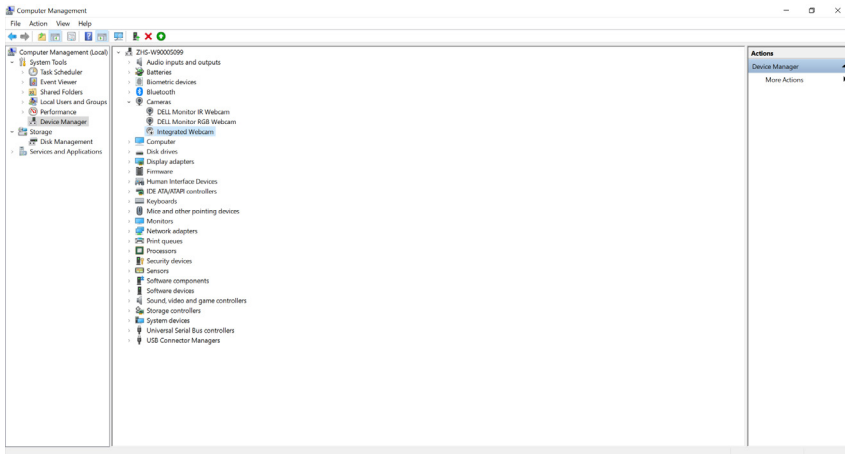 Computer Management
File Action View Help
Computer Management (Local)
System Tools
Task Scheduler
Event Viewer
Shared Folders
Local Users and Groups
Performance
Device Manager
Storage
Disk Management
Services and Applications
ZHS-W90005099
Audio inputs and outputs
Batteries
Biometric devices
Bluetooth
Cameras
DELL Monitor IR Webcam
DELL Monitor RGB Webcam
Integrated Webcam
Computer
Disk drives
Display adapters
Firmware
Human Interface Devices
IDE ATA/ATAPI controllers
Keyboards
Mice and other pointing devices
Monitors
Network adapters
Print queues
Processors
Security devices
Sensors
Software components
Software devices
Sound, video and game controllers
Storage controllers
System devices
Universal Serial Bus controllers
USB Connector Managers
Actions
Device Manager
More Actions